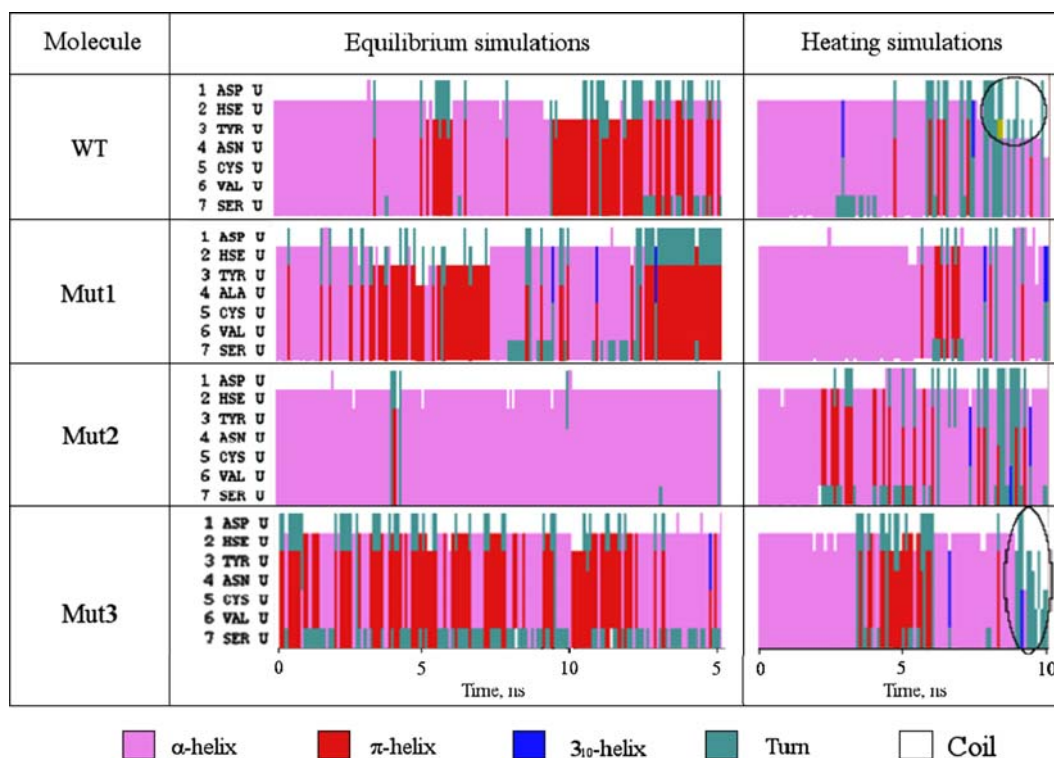 Molecule Equilibrium simulations Heating simulations
WT
1 ASP U
2 HSE U
3 TYR U
4 ASN U
5 CYS U
6 VAL U
7 SER U
Mut1
1 ASP U
2 HSE U
3 TYR U
4 ALA U
5 CYS U
6 VAL U
7 SER U
Mut2
1 ASP U
2 HSE U
3 TYR U
4 ASN U
5 CYS U
6 VAL U
7 SER U
Mut3
1 ASP U
2 HSE U
3 TYR U
4 ASN U
5 CYS U
6 VAL U
7 SER U
0 5 10 5 0 5 10
Time, ns Time, ns
α-helix π-helix 3₁₀-helix Turn Coil